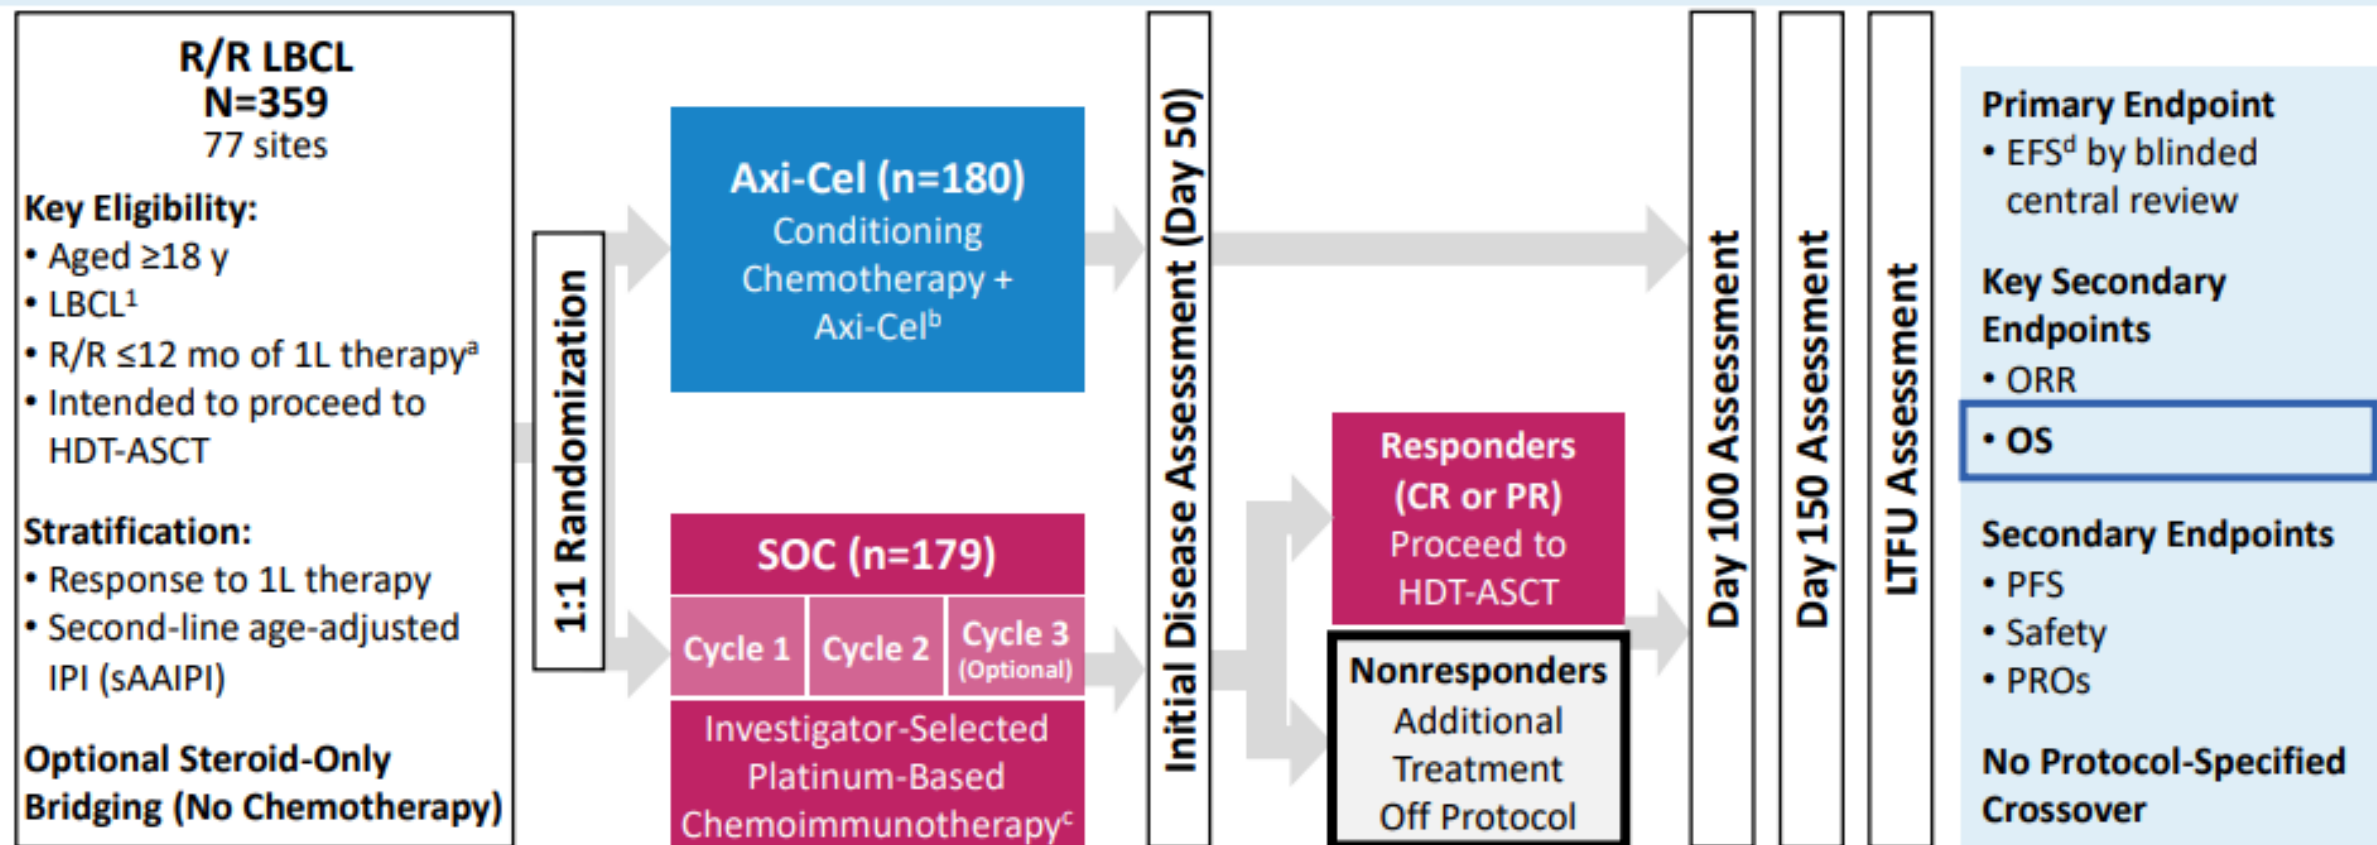 R/R LBCL
N=359
77 sites
Key Eligibility:
• Aged ≥18 y
• LBCL¹
• R/R ≤12 mo of 1L therapyᵃ
• Intended to proceed to
HDT-ASCT
Stratification:
• Response to 1L therapy
• Second-line age-adjusted
IPI (sAAIPI)
Optional Steroid-Only
Bridging (No Chemotherapy)
1:1 Randomization
Axi-Cel (n=180)
Conditioning
Chemotherapy +
Axi-Celᵇ
SOC (n=179)
Cycle 1
Cycle 2
Cycle 3
(Optional)
Investigator-Selected
Platinum-Based
Chemoimmunotherapyᶜ
Initial Disease Assessment (Day 50)
Responders
(CR or PR)
Proceed to
HDT-ASCT
Nonresponders
Additional
Treatment
Off Protocol
Day 100 Assessment
Day 150 Assessment
LTFU Assessment
Primary Endpoint
• EFSᵈ by blinded
central review
Key Secondary
Endpoints
• ORR
• OS
Secondary Endpoints
• PFS
• Safety
• PROs
No Protocol-Specified
Crossover